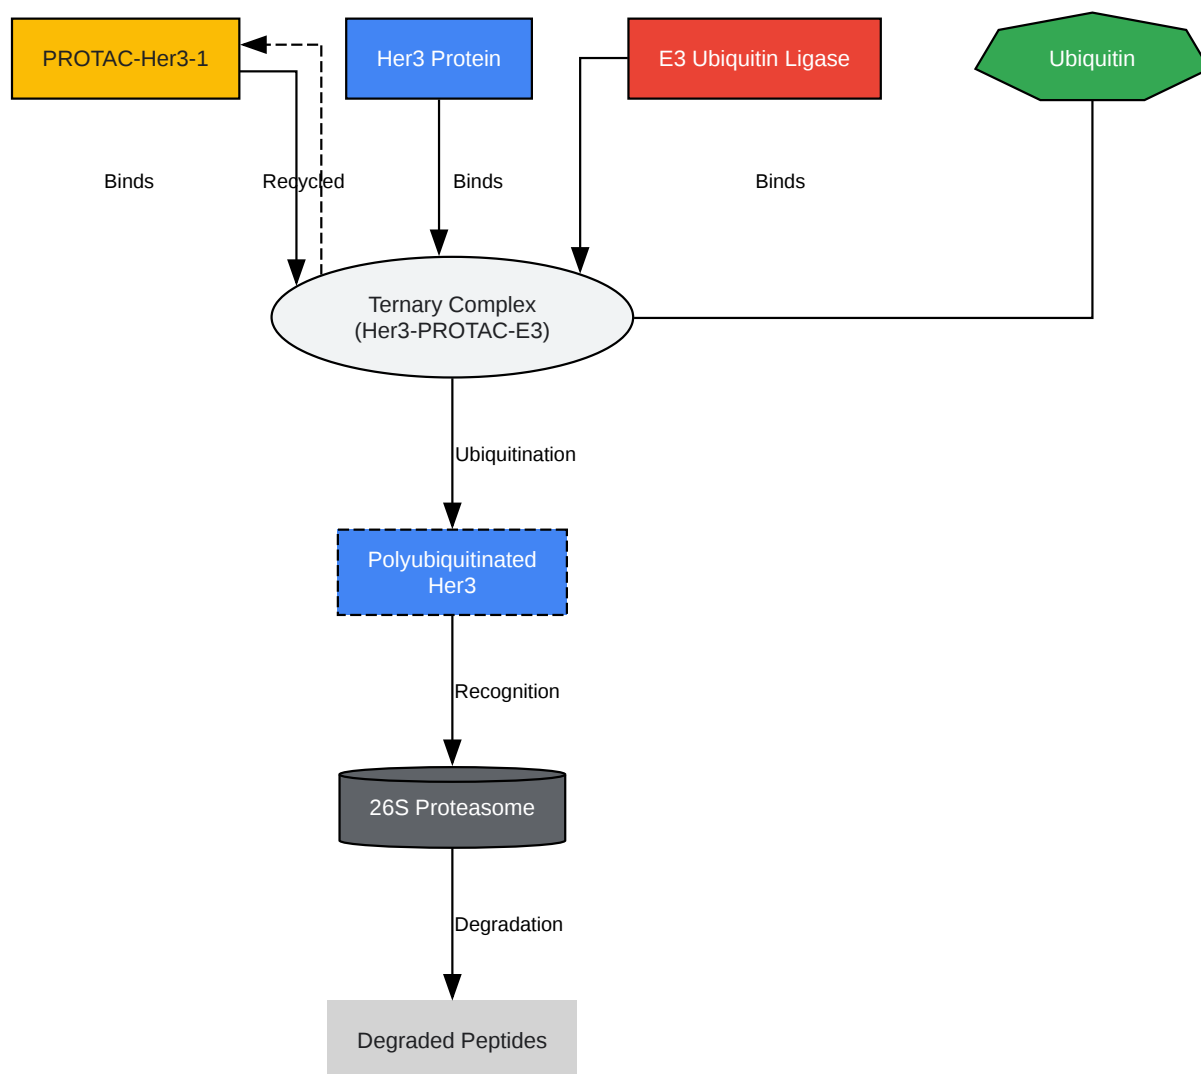 PROTAC-Her3-1
Her3 Protein
E3 Ubiquitin Ligase
Ubiquitin
Binds
Recycled
Binds
Binds
Ternary Complex
(Her3-PROTAC-E3)
Ubiquitination
Polyubiquitinated
Her3
Recognition
26S Proteasome
Degradation
Degraded Peptides